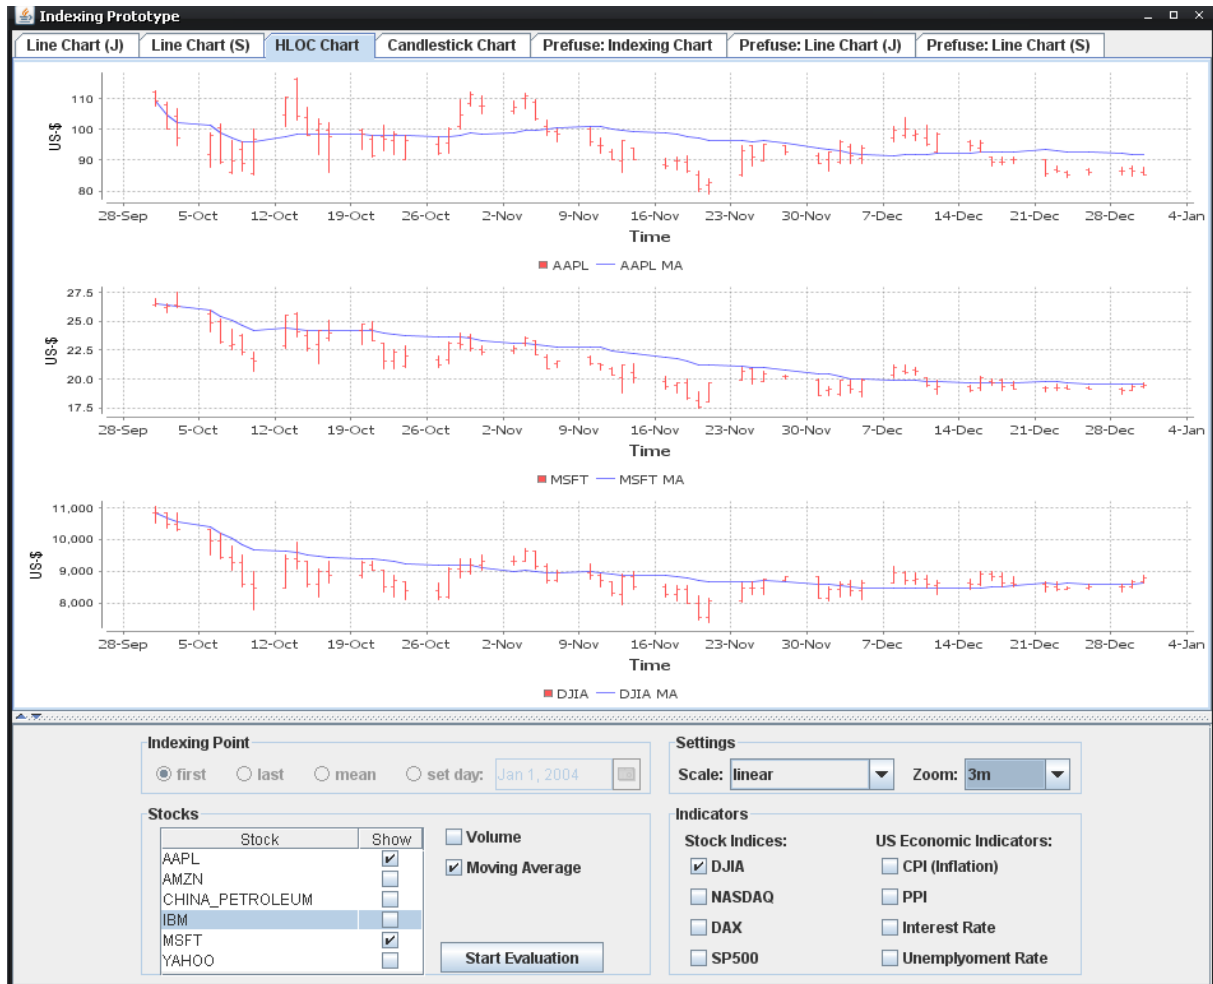 Indexing Prototype
Line Chart (J) Line Chart (S) HLOC Chart Candlestick Chart Prefuse: Indexing Chart Prefuse: Line Chart (J) Prefuse: Line Chart (S)
110
100
90
80
US-$
28-Sep 5-Oct 12-Oct 19-Oct 26-Oct 2-Nov 9-Nov 16-Nov 23-Nov 30-Nov 7-Dec 14-Dec 21-Dec 28-Dec 4-Jan
Time
AAPL AAPL MA
27.5
25.0
22.5
20.0
17.5
US-$
28-Sep 5-Oct 12-Oct 19-Oct 26-Oct 2-Nov 9-Nov 16-Nov 23-Nov 30-Nov 7-Dec 14-Dec 21-Dec 28-Dec 4-Jan
Time
MSFT MSFT MA
11,000
10,000
9,000
8,000
US-$
28-Sep 5-Oct 12-Oct 19-Oct 26-Oct 2-Nov 9-Nov 16-Nov 23-Nov 30-Nov 7-Dec 14-Dec 21-Dec 28-Dec 4-Jan
Time
DJIA DJIA MA
Indexing Point
first last mean set day: Jan 1, 2004
Settings
Scale: linear Zoom: 3m
Stocks
Stock Show
AAPL
AMZN
CHINA_PETROLEUM
IBM
MSFT
YAHOO
Volume
Moving Average
Start Evaluation
Indicators
Stock Indices:
DJIA
NASDAQ
DAX
SP500
US Economic Indicators:
CPI (Inflation)
PPI
Interest Rate
Unemplyoment Rate